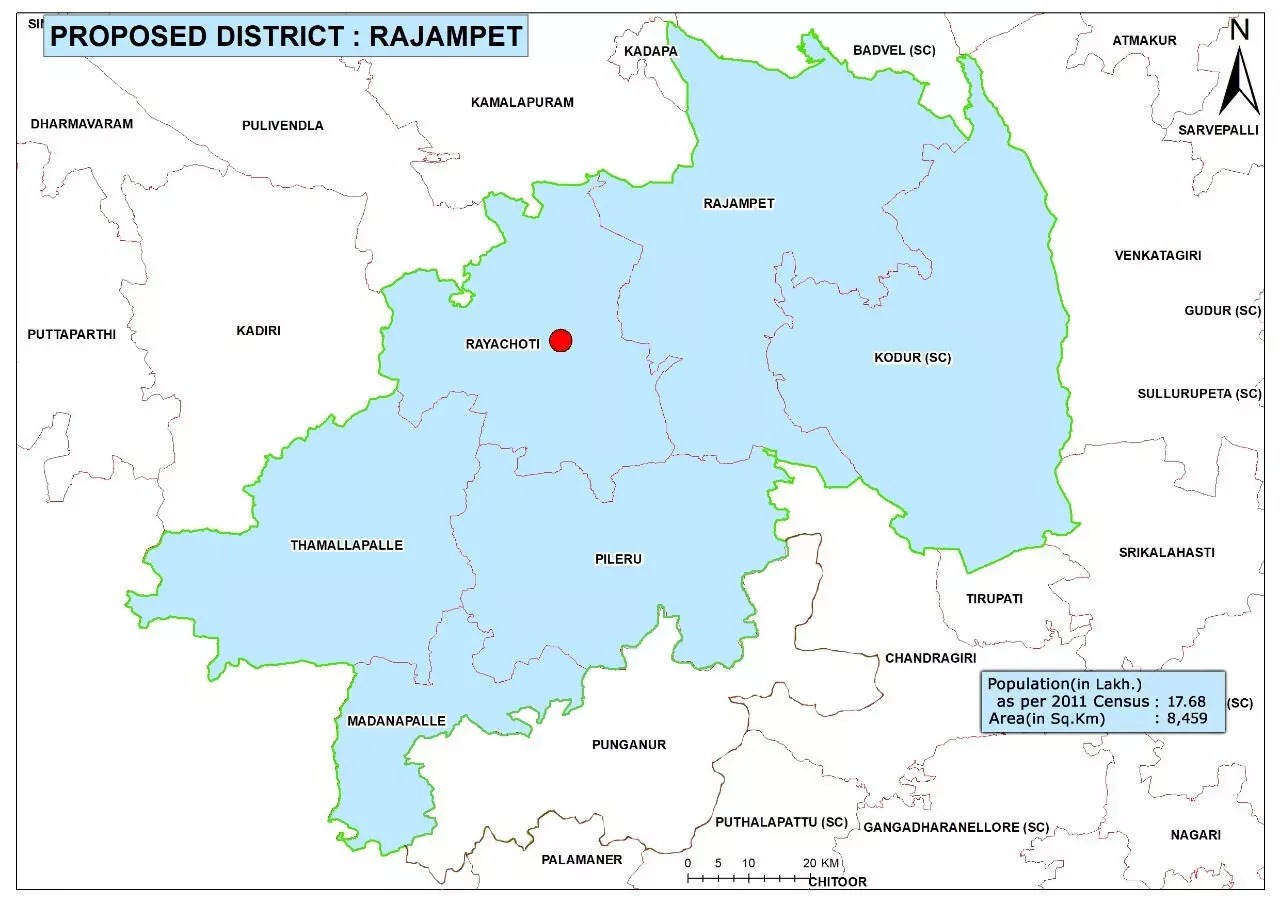 SI
PROPOSED DISTRICT : RAJAMPET
N
KADAPA
BADVEL (SC)
ATMAKUR
KAMALAPURAM
DHARMAVARAM
PULIVENDLA
SARVEPALLI
RAJAMPET
VENKATAGIRI
GUDUR (SC)
PUTTAPARTHI
KADIRI
RAYACHOTI
KODUR (SC)
SULLURUPETA (SC)
THAMALLAPALLE
PILERU
SRIKALAHASTI
TIRUPATI
CHANDRAGIRI
Population(in Lakh.)
as per 2011 Census : 17.68
Area(in Sq.Km) : 8,459
(SC)
MADANAPALLE
PUNGANUR
PUTHALAPATTU (SC)
GANGADHARANELLORE (SC)
NAGARI
PALAMANER
0 5 10 20 KM
CHITOOR